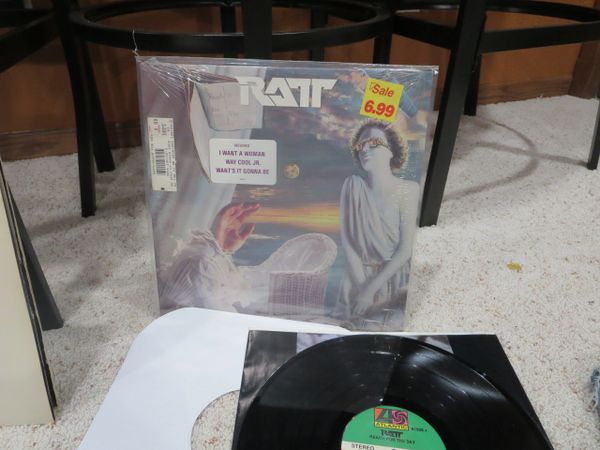 RATT
Sale
6.99
INCLUDES
I WANT A WOMAN
WAY COOL JR.
WANT'S IT GONNA BE
ATLANTIC
RATT
REACH FOR THE SKY
STEREO